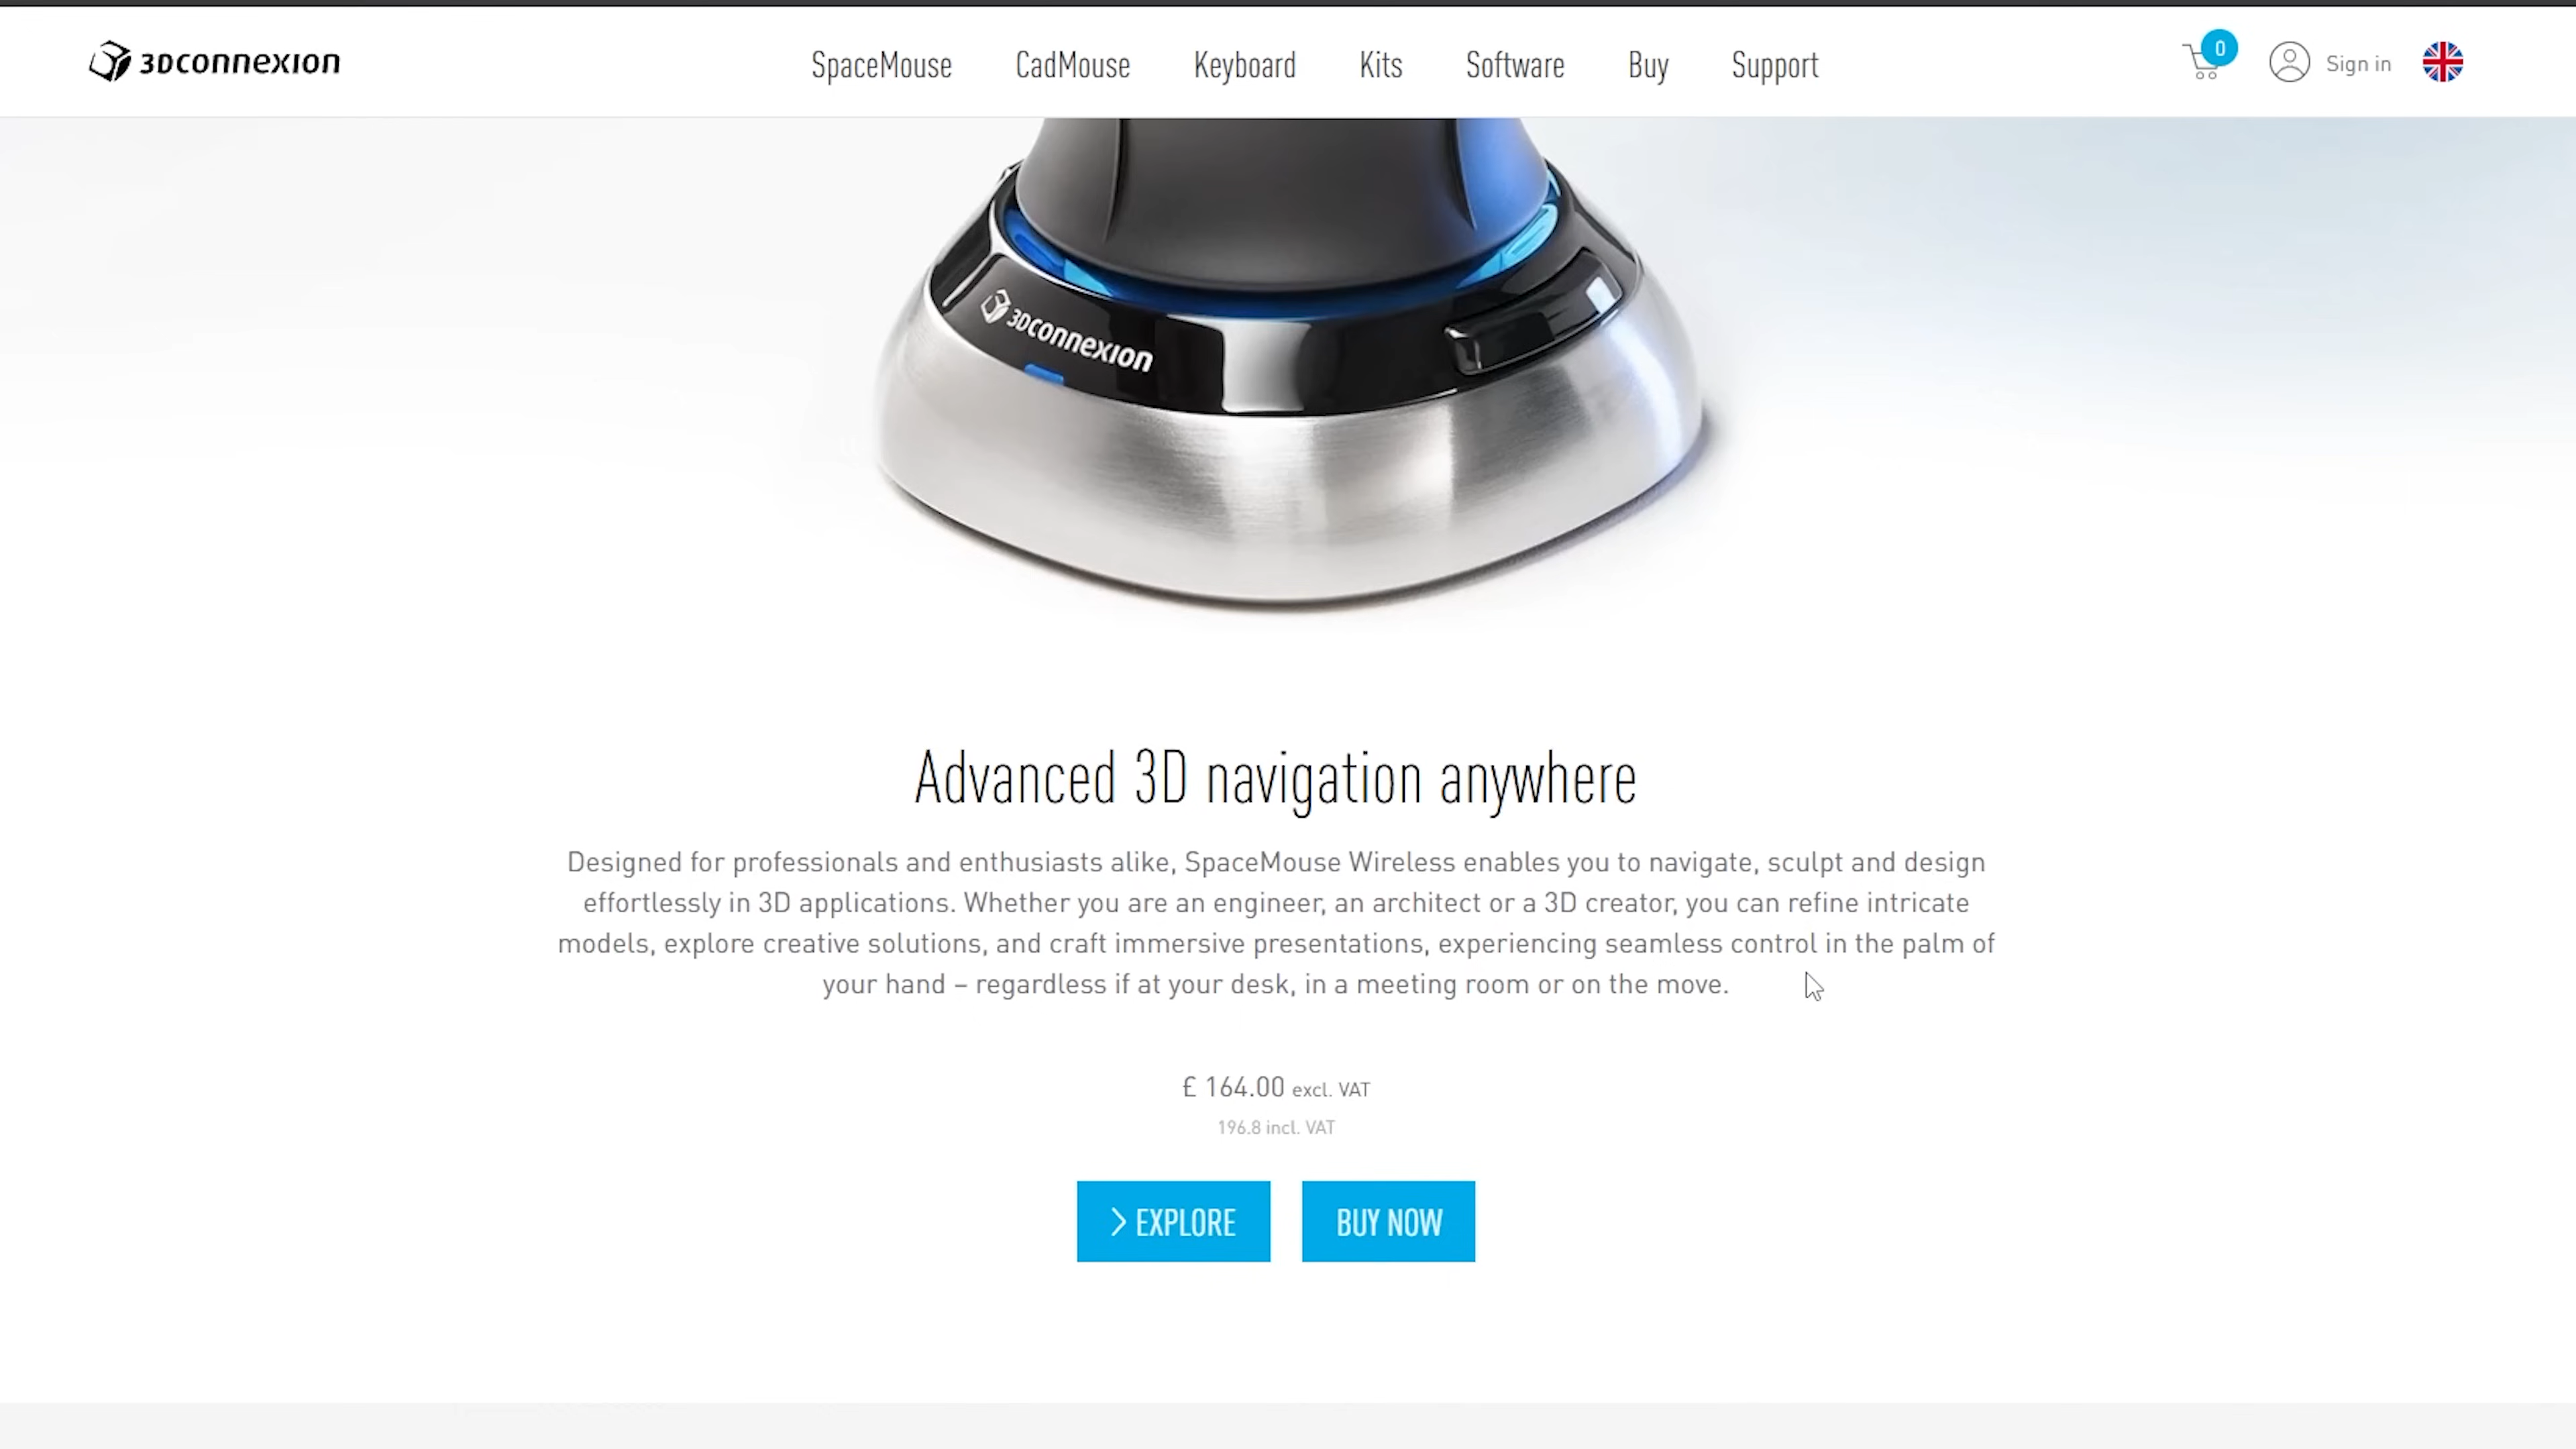 3Dconnexion
SpaceMouse
CadMouse
Keyboard
Kits
Software
Buy
Support
0
Sign in
3Dconnexion
Advanced 3D navigation anywhere
Designed for professionals and enthusiasts alike, SpaceMouse Wireless enables you to navigate, sculpt and design
effortlessly in 3D applications. Whether you are an engineer, an architect or a 3D creator, you can refine intricate
models, explore creative solutions, and craft immersive presentations, experiencing seamless control in the palm of
your hand – regardless if at your desk, in a meeting room or on the move.
£ 164.00 excl. VAT
196.8 incl. VAT
EXPLORE
BUY NOW